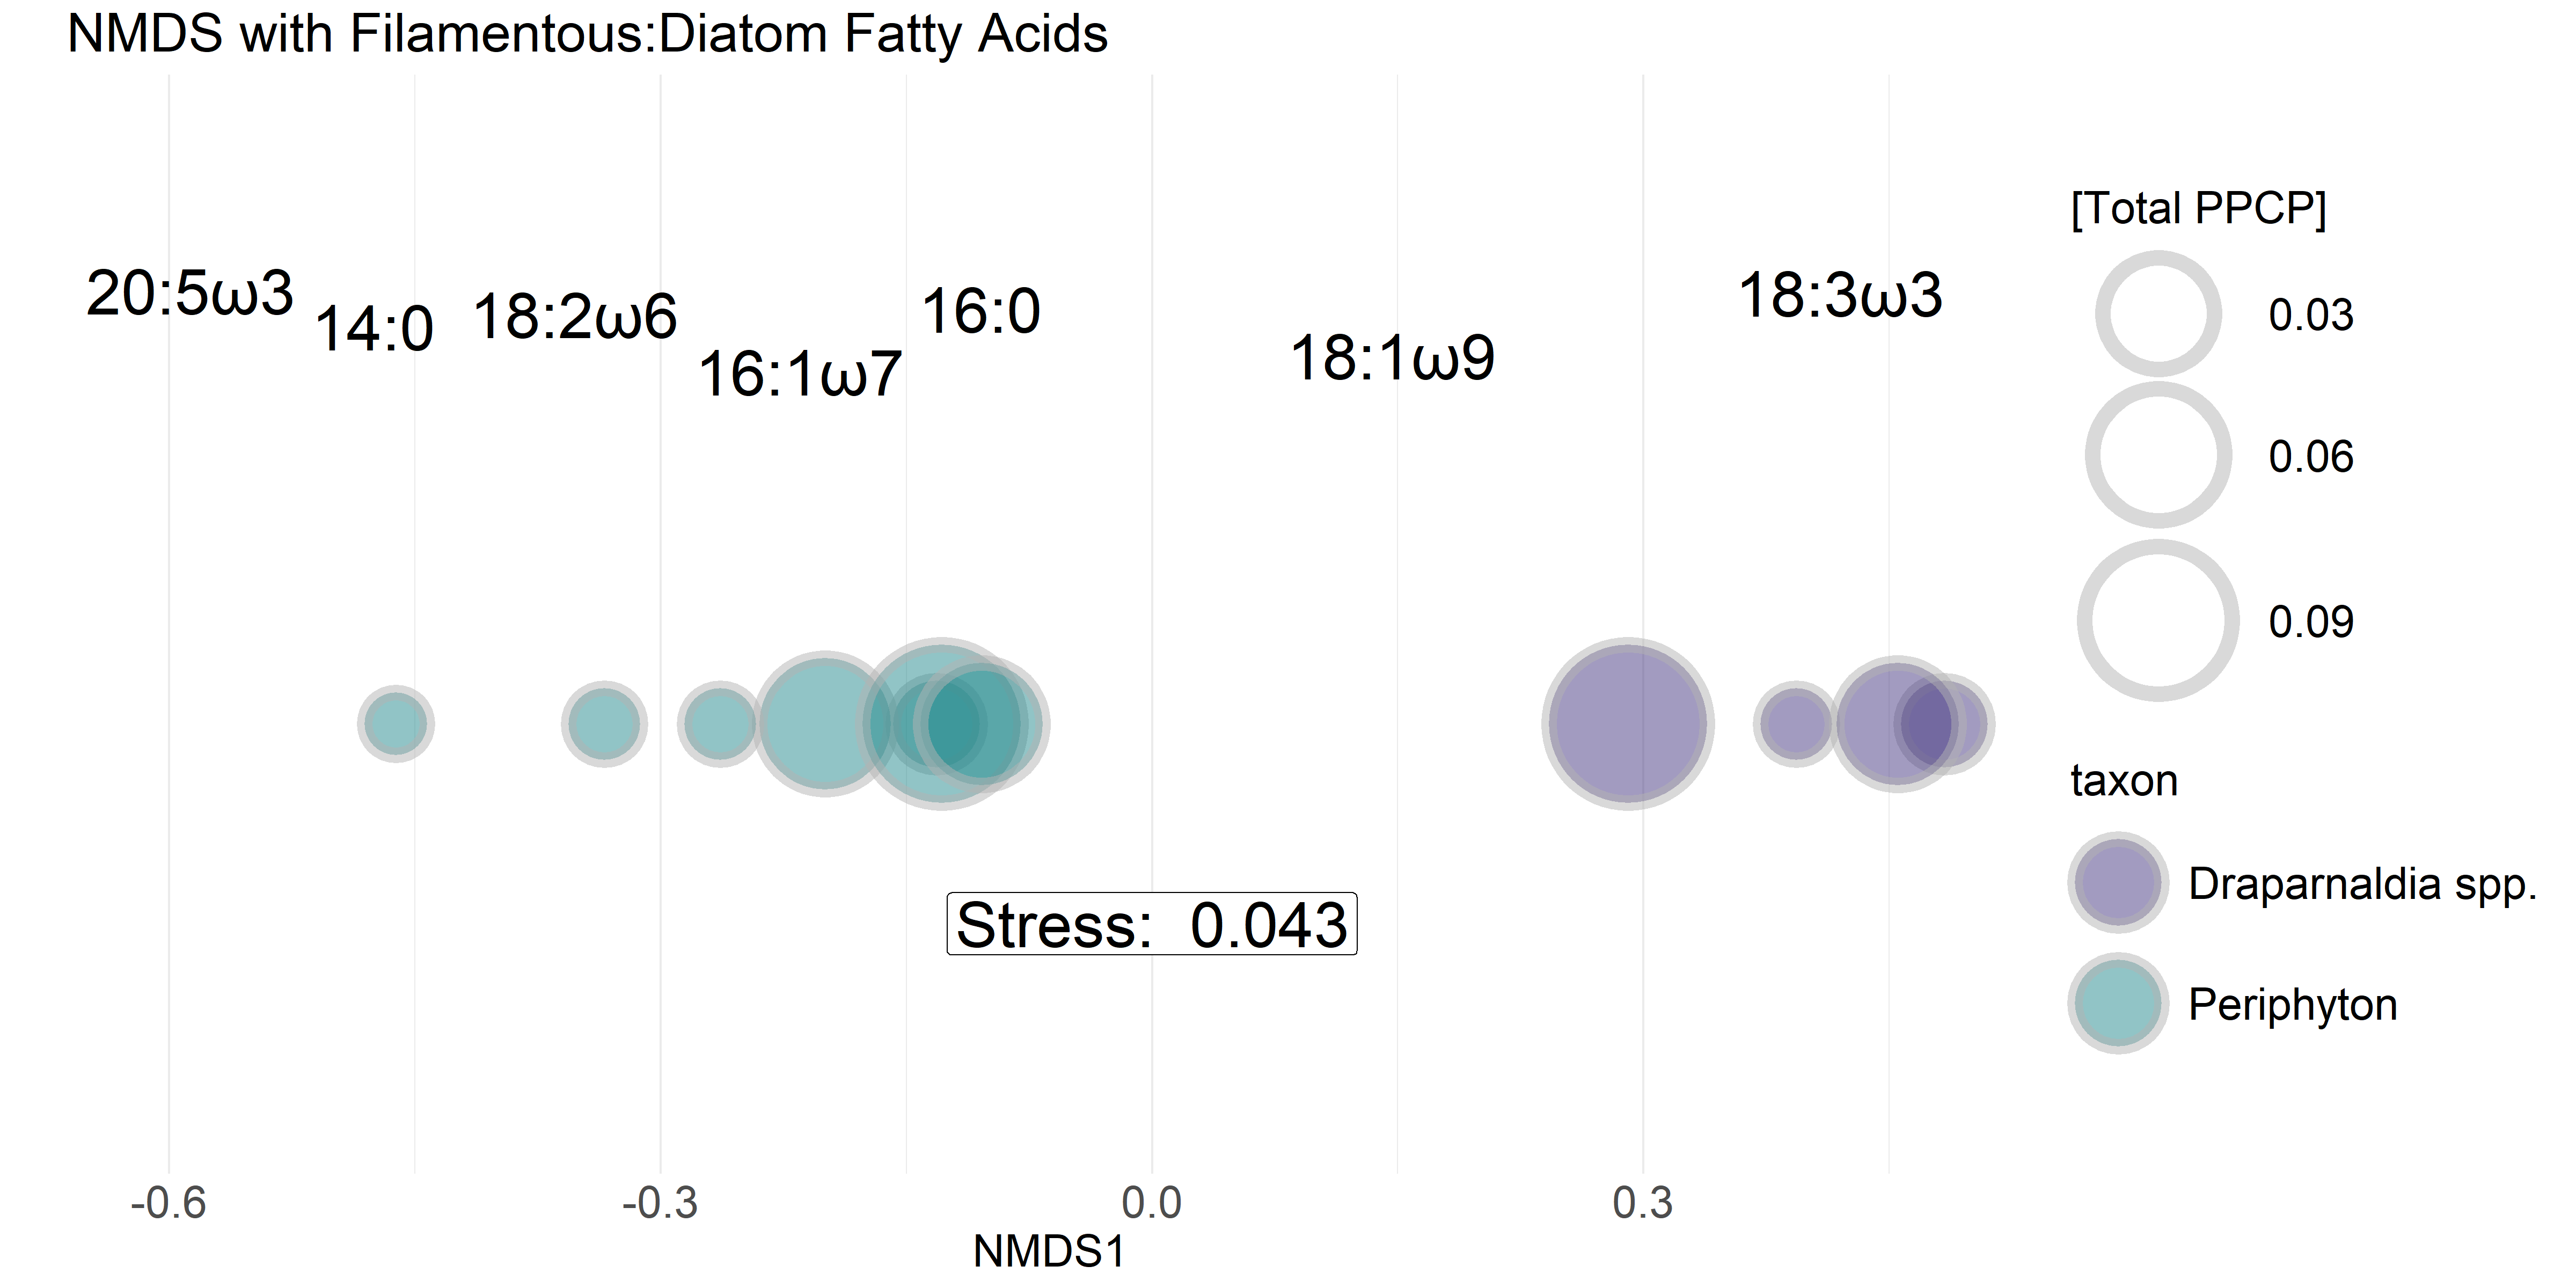 NMDS with Filamentous:Diatom Fatty Acids
20:5ω3
14:0
18:2ω6
16:1ω7
16:0
18:1ω9
18:3ω3
Stress:  0.043
-0.6
-0.3
0.0
0.3
NMDS1
[Total PPCP]
0.03
0.06
0.09
taxon
Draparnaldia spp.
Periphyton